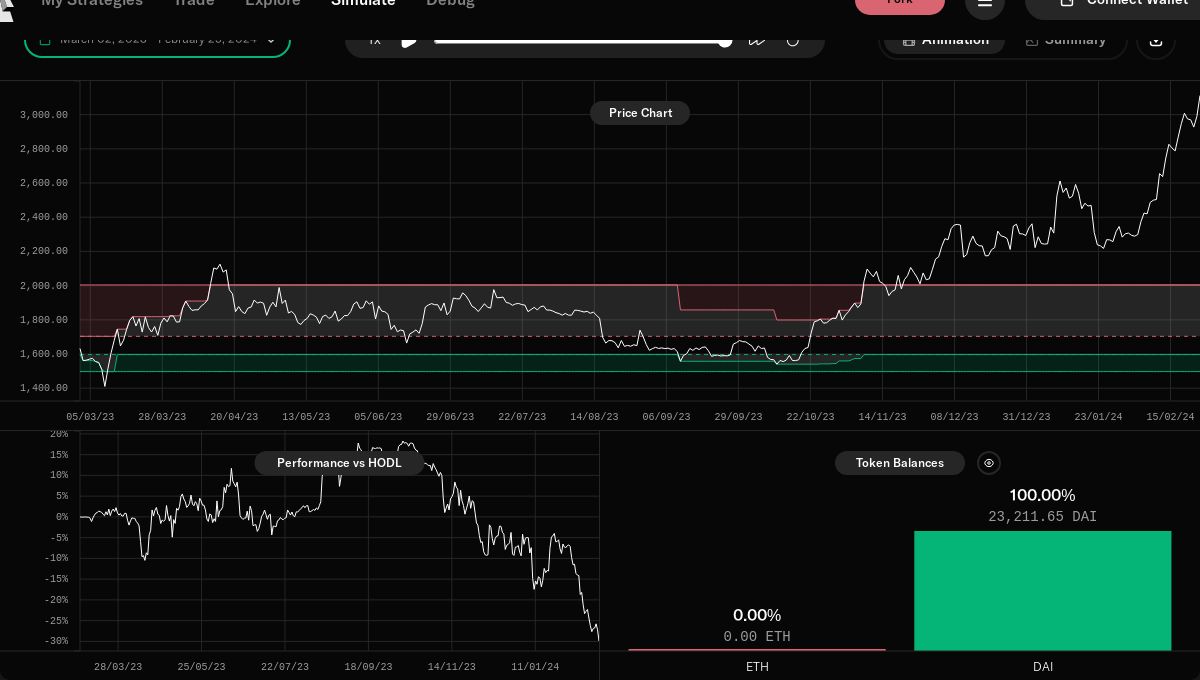 My Strategies Trade Explore Simulate Debug Fork Connect Wallet
March 02, 2023 - February 25, 2024 1x Animation Summary
Price Chart
3,000.00
2,800.00
2,600.00
2,400.00
2,200.00
2,000.00
1,800.00
1,600.00
1,400.00
05/03/23 28/03/23 20/04/23 13/05/23 05/06/23 29/06/23 22/07/23 14/08/23 06/09/23 29/09/23 22/10/23 14/11/23 08/12/23 31/12/23 23/01/24 15/02/24
Performance vs HODL
20%
15%
10%
5%
0%
-5%
-10%
-15%
-20%
-25%
-30%
28/03/23 25/05/23 22/07/23 18/09/23 14/11/23 11/01/24
Token Balances
100.00%
23,211.65 DAI
0.00%
0.00 ETH
ETH DAI